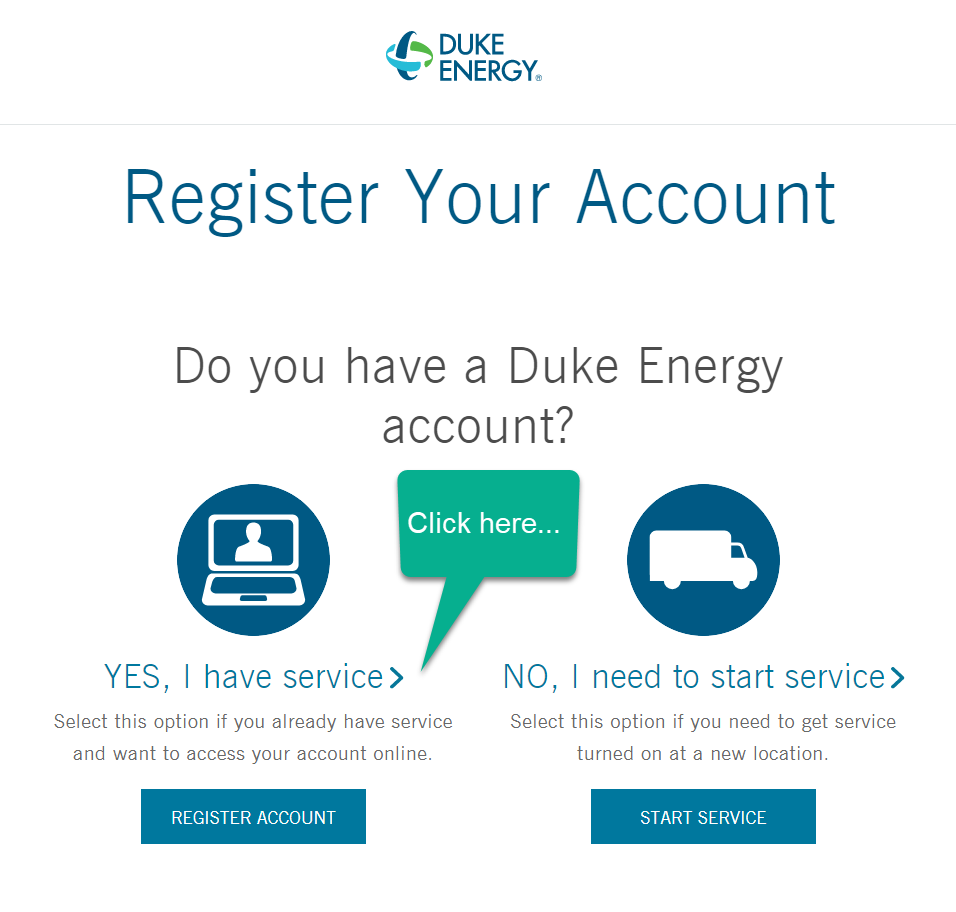 DUKE
ENERGY®
Register Your Account
Do you have a Duke Energy
account?
Click here...
YES, I have service
Select this option if you already have service
and want to access your account online.
REGISTER ACCOUNT
NO, I need to start service
Select this option if you need to get service
turned on at a new location.
START SERVICE